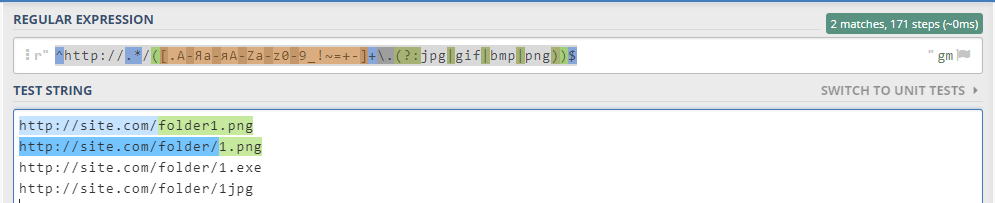 REGULAR EXPRESSION
2 matches, 171 steps (~0ms)
r" ^http://.*/([.А-Яа-яA-Za-z0-9_!~=+-]+\.(?:jpg|gif|bmp|png))$ " gm
TEST STRING
SWITCH TO UNIT TESTS
http://site.com/folder1.png
http://site.com/folder/1.png
http://site.com/folder/1.exe
http://site.com/folder/1jpg